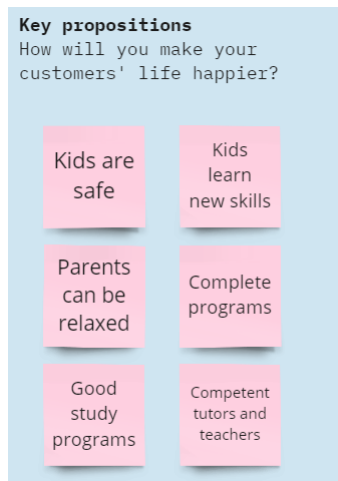 Key propositions
How will you make your
customers' life happier?
Kids are
safe
Kids
learn
new skills
Parents
can be
relaxed
Complete
programs
Good
study
programs
Competent
tutors and
teachers